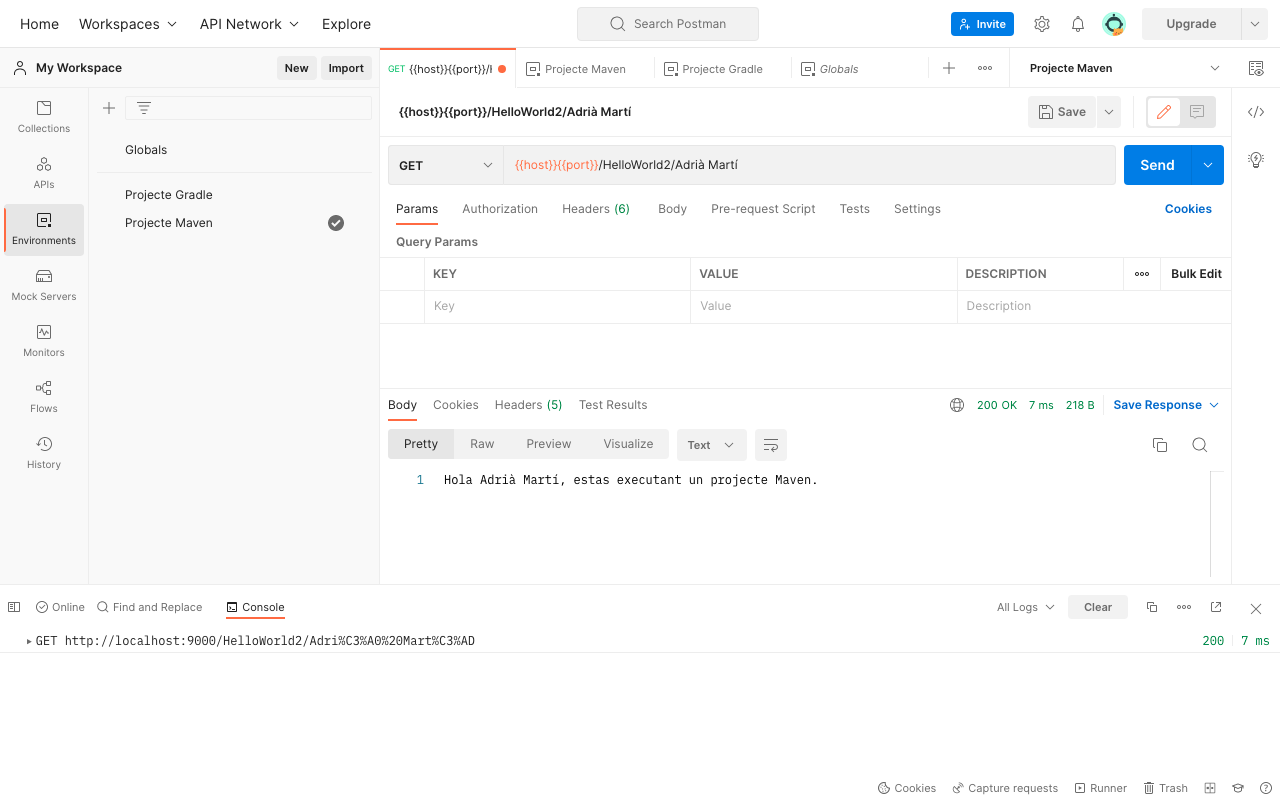 Home Workspaces API Network Explore Search Postman Invite Upgrade
My Workspace New Import
GET {{host}}{{port}}/H Projecte Maven Projecte Gradle Globals Projecte Maven
Collections
APIs
Environments
Mock Servers
Monitors
Flows
History
Globals
Projecte Gradle
Projecte Maven
{{host}}{{port}}/HelloWorld2/Adrià Martí Save
GET {{host}}{{port}}/HelloWorld2/Adrià Martí Send
Params Authorization Headers (6) Body Pre-request Script Tests Settings Cookies
Query Params
KEY VALUE DESCRIPTION Bulk Edit
Key Value Description
Body Cookies Headers (5) Test Results 200 OK 7 ms 218 B Save Response
Pretty Raw Preview Visualize Text
1 Hola Adrià Martí, estas executant un projecte Maven.
Online Find and Replace Console All Logs Clear
GET http://localhost:9000/HelloWorld2/Adri%C3%A0%20Mart%C3%AD 200 7 ms
Cookies Capture requests Runner Trash